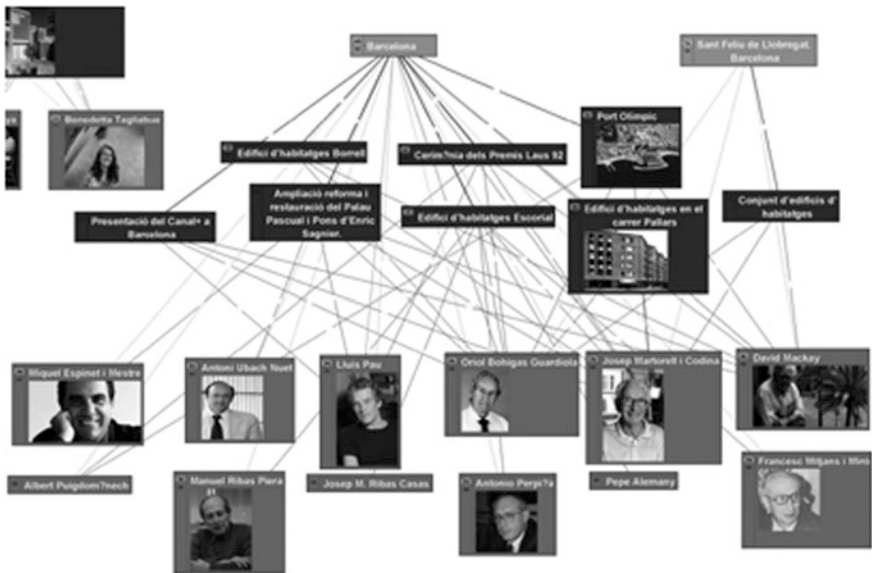 Barcelona
Sant Feliu de Llobregat.
Barcelona
Benedetta Tagliabue
Port Olímpic
Edifici d'habitatges Borrell
Cerim?nia dels Premis Laus 92
Ampliació reforma i
restauració del Palau
Pascual i Pons d'Enric
Sagnier.
Presentació del Canal+ a
Barcelona
Edifici d'habitatges Escorial
Edifici d'habitatges en el
carrer Pallars
Conjunt d'edificis d'
habitatges
Miquel Espinet i Mestre
Antoni Ubach Nuet
Lluís Pau
Oriol Bohigas Guardiola
Josep Martorell i Codina
David Mackay
Albert Puigdom?nech
Manuel Ribas Piera
Josep M. Ribas Casas
Antonio Perp?a
Pepe Alemany
Francesc Mitjans i Miró